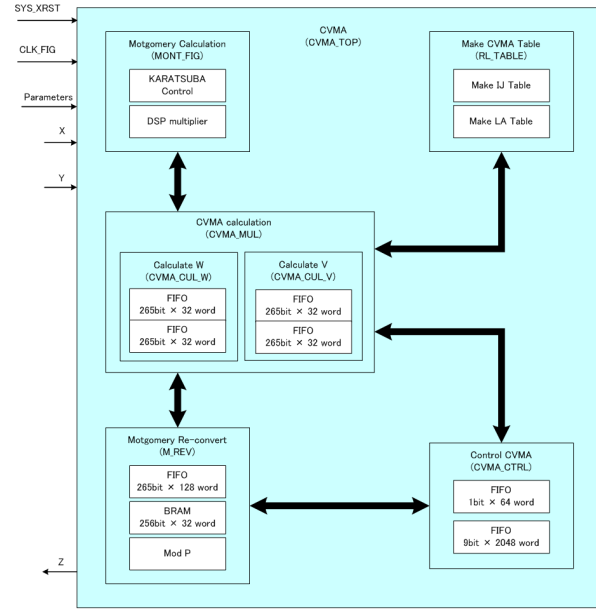 SYS_XRST
CLK_FIG
Parameters
X
Y
Z
CVMA
(CVMA_TOP)
Motgomery Calculation
(MONT_FIG)
KARATSUBA
Control
DSP multiplier
Make CVMA Table
(RL_TABLE)
Make IJ Table
Make LA Table
CVMA calculation
(CVMA_MUL)
Calculate W
(CVMA_CUL_W)
FIFO
265bit × 32 word
FIFO
265bit × 32 word
Calculate V
(CVMA_CUL_V)
FIFO
265bit × 32 word
FIFO
265bit × 32 word
Motgomery Re-convert
(M_REV)
FIFO
265bit × 128 word
BRAM
256bit × 32 word
Mod P
Control CVMA
(CVMA_CTRL)
FIFO
1bit × 64 word
FIFO
9bit × 2048 word